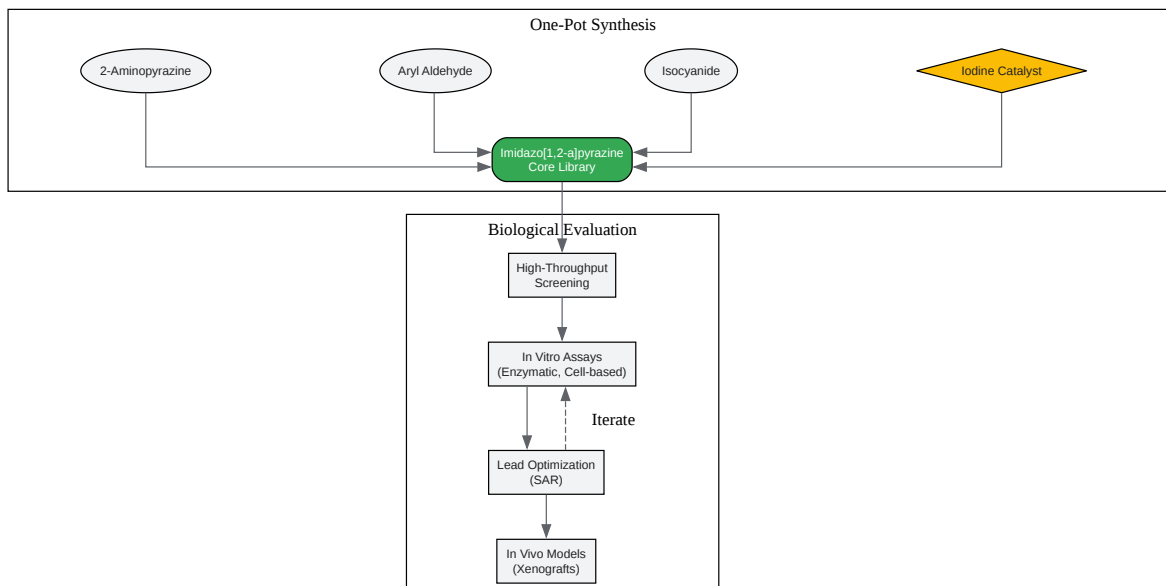 One-Pot Synthesis
2-Aminopyrazine
Aryl Aldehyde
Isocyanide
Iodine Catalyst
Imidazo[1,2-a]pyrazine
Core Library
Biological Evaluation
High-Throughput
Screening
In Vitro Assays
(Enzymatic, Cell-based)
Iterate
Lead Optimization
(SAR)
In Vivo Models
(Xenografts)